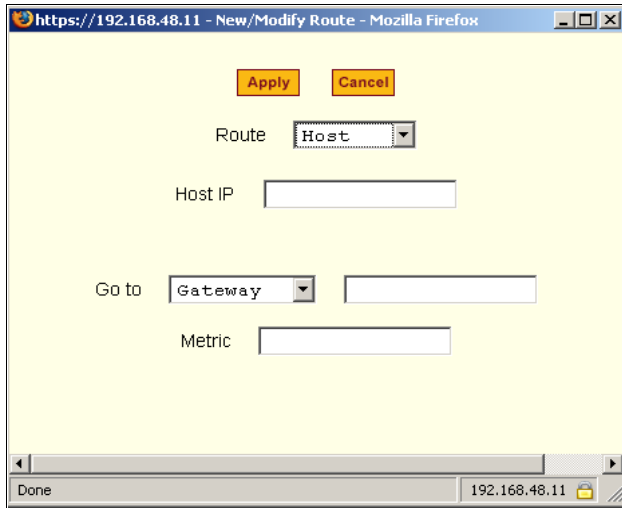 https://192.168.48.11 - New/Modify Route - Mozilla Firefox
Apply Cancel
Route Host
Host IP
Go to Gateway
Metric
Done 192.168.48.11